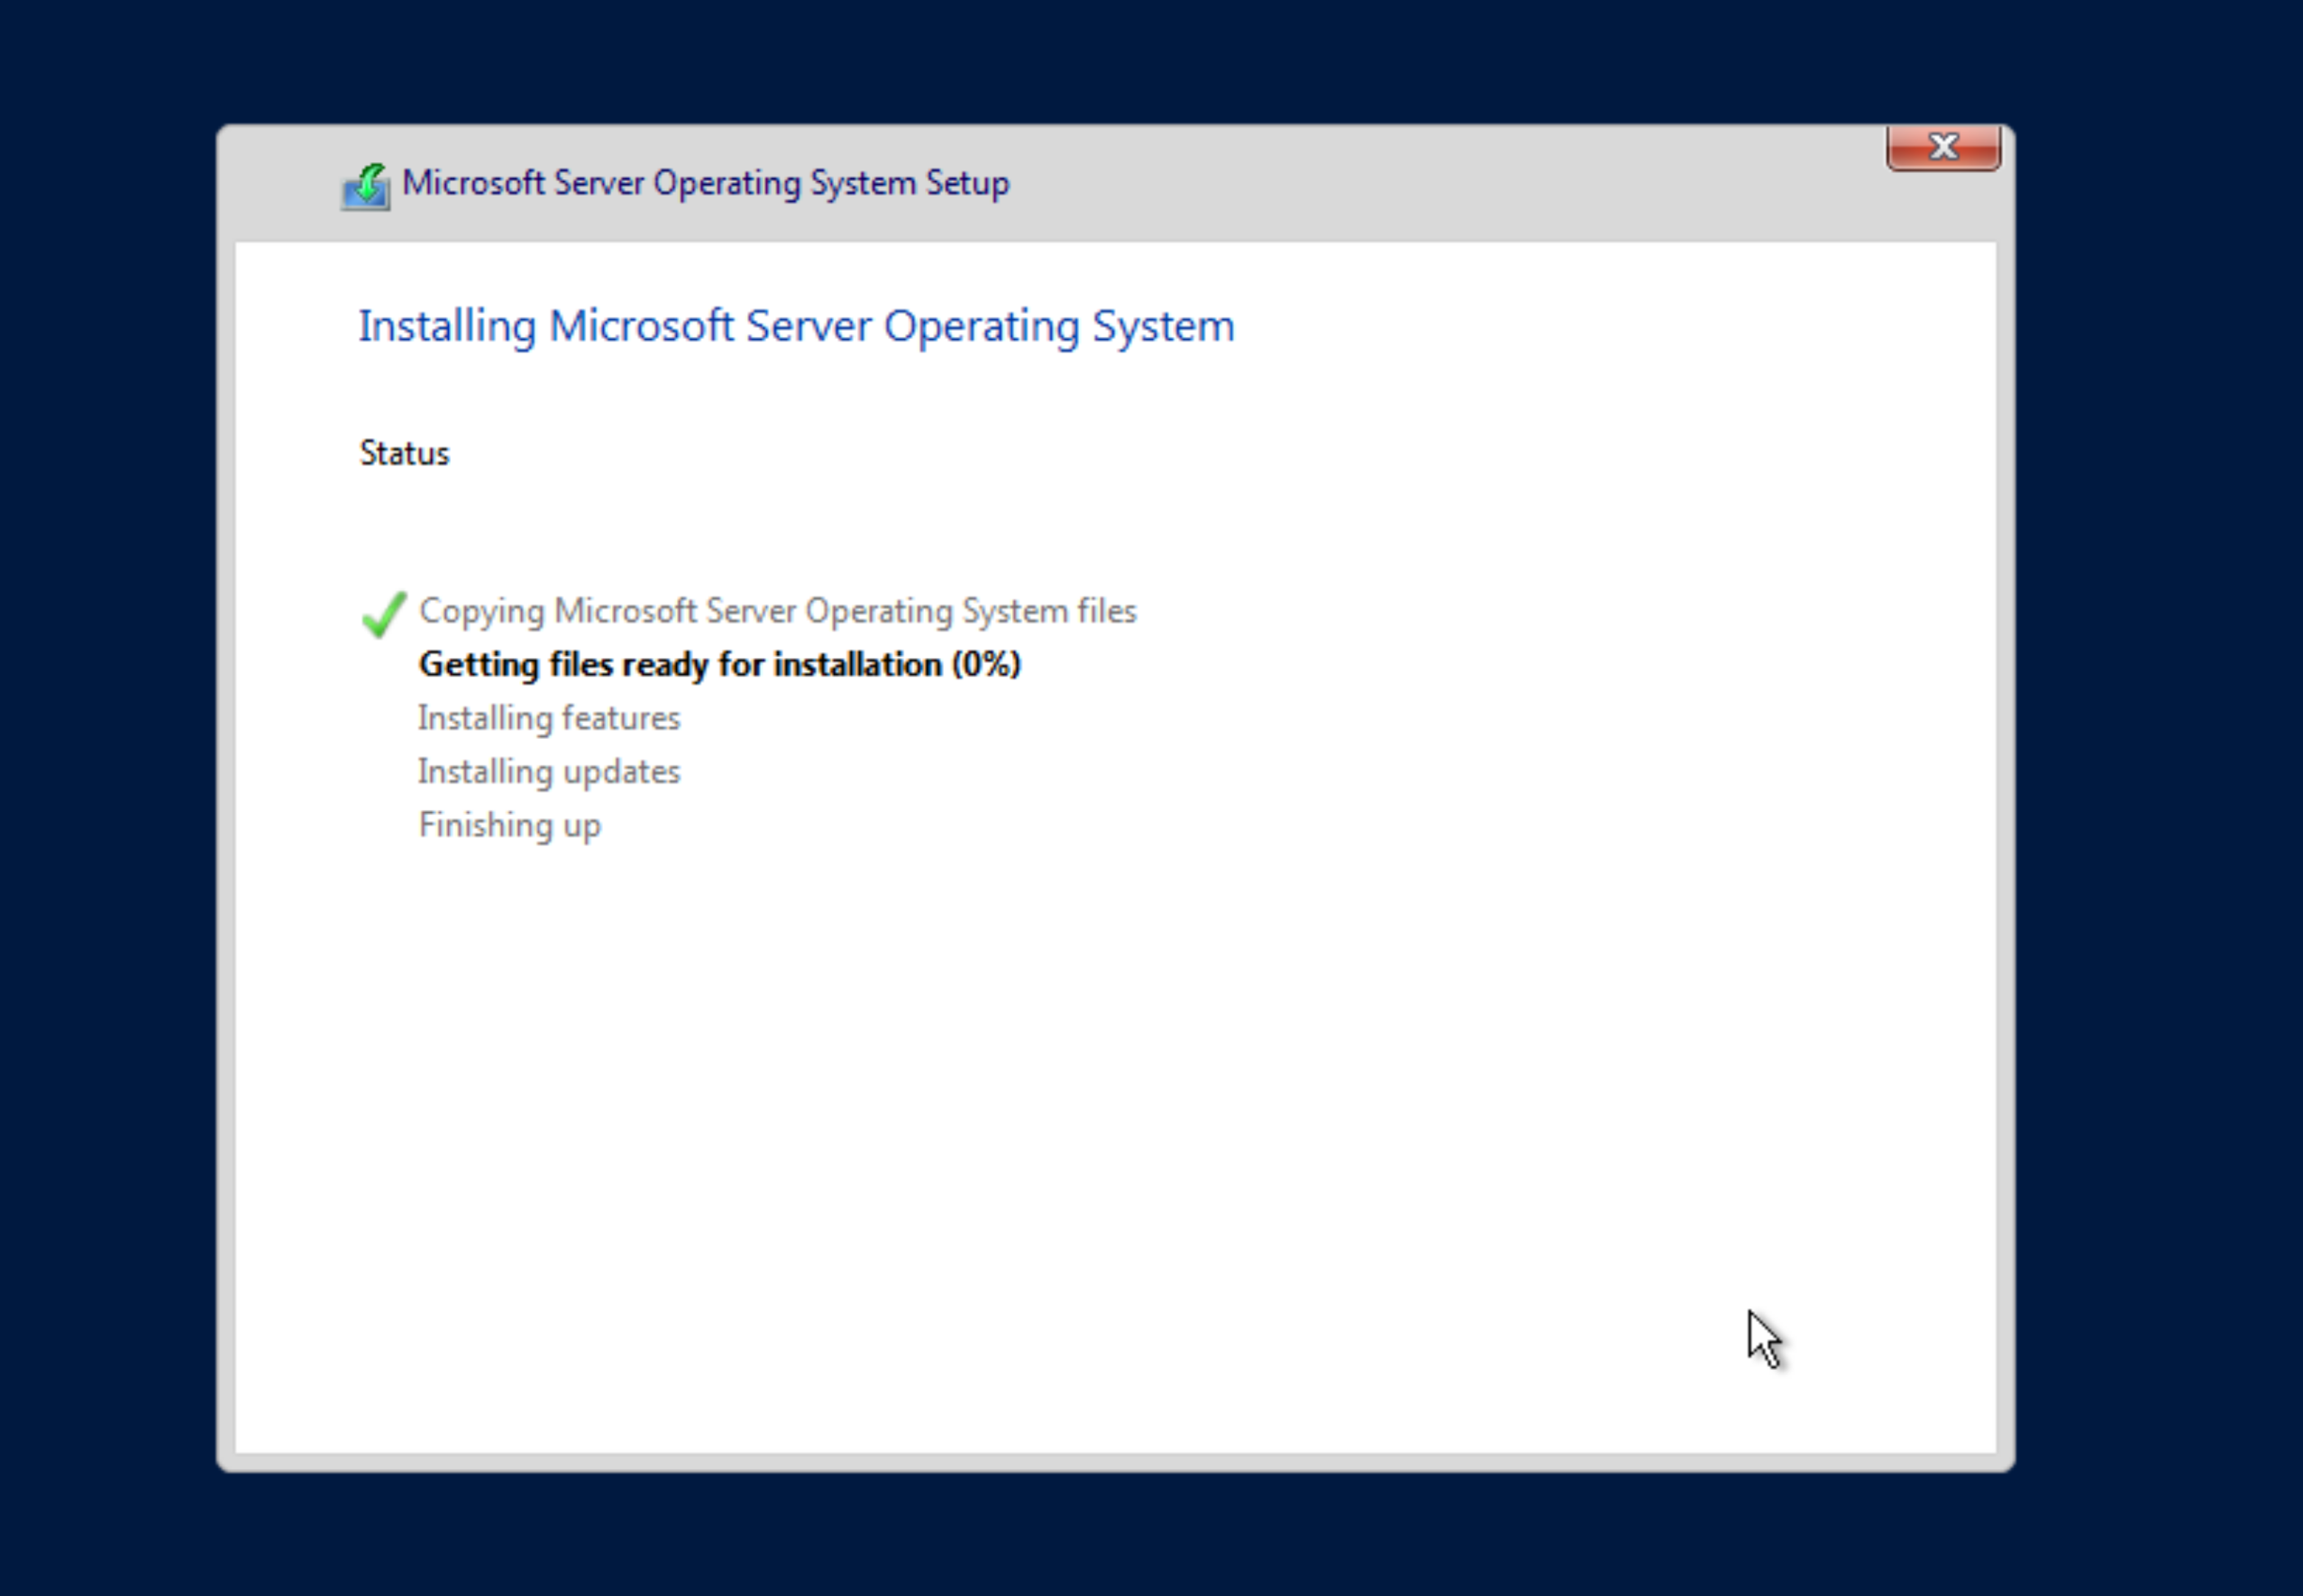 Microsoft Server Operating System Setup
Installing Microsoft Server Operating System
Status
Copying Microsoft Server Operating System files
Getting files ready for installation (0%)
Installing features
Installing updates
Finishing up